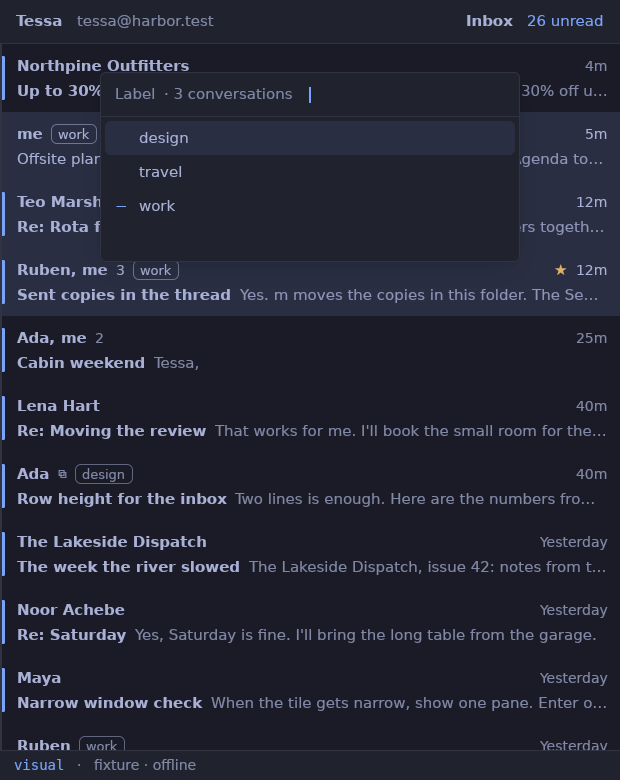 Tessa tessa@harbor.test Inbox 26 unread
Northpine Outfitters 4m
Up to 30% 30% off u…
Label · 3 conversations
design
travel
– work
me work 5m
Offsite plan genda to…
Teo Marsh 12m
Re: Rota f rs togeth…
Ruben, me 3 work ★ 12m
Sent copies in the thread Yes. m moves the copies in this folder. The Se…
Ada, me 2 25m
Cabin weekend Tessa,
Lena Hart 40m
Re: Moving the review That works for me. I'll book the small room for the…
Ada design 40m
Row height for the inbox Two lines is enough. Here are the numbers fro…
The Lakeside Dispatch Yesterday
The week the river slowed The Lakeside Dispatch, issue 42: notes from t…
Noor Achebe Yesterday
Re: Saturday Yes, Saturday is fine. I'll bring the long table from the garage.
Maya Yesterday
Narrow window check When the tile gets narrow, show one pane. Enter o…
Ruben work Yesterday
visual · fixture · offline